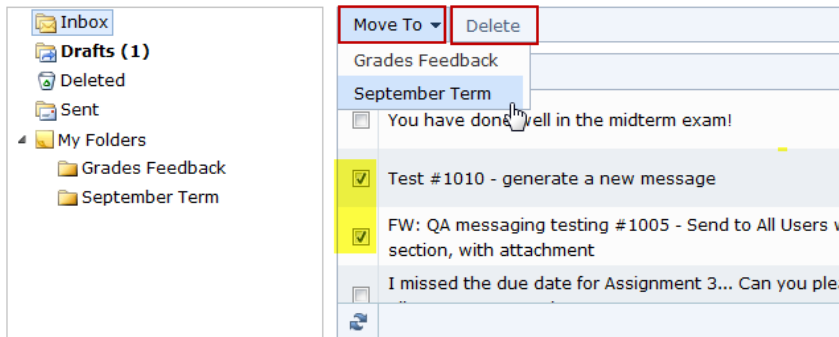 Inbox
Drafts (1)
Deleted
Sent
My Folders
Grades Feedback
September Term
Move To Delete
Grades Feedback
September Term
You have done well in the midterm exam!
Test #1010 - generate a new message
FW: QA messaging testing #1005 - Send to All Users
section, with attachment
I missed the due date for Assignment 3... Can you